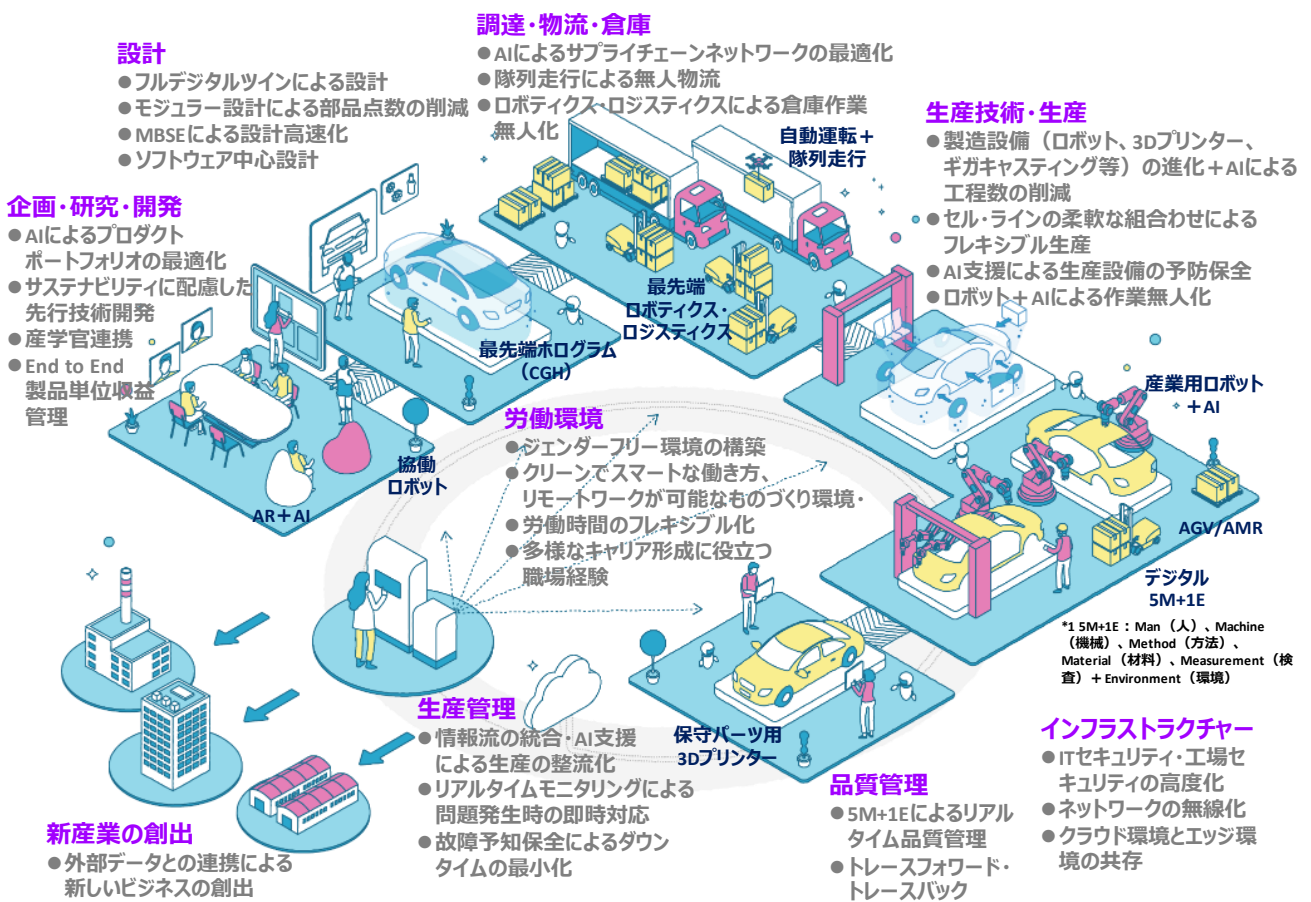 調達・物流・倉庫
●AIによるサプライチェーンネットワークの最適化
●隊列走行による無人物流
●ロボティクス・ロジスティクスによる倉庫作業
無人化
自動運転＋
隊列走行
最先端
ロボティクス・
ロジスティクス
設計
●フルデジタルツインによる設計
●モジュラー設計による部品点数の削減
●MBSEによる設計高速化
●ソフトウェア中心設計
最先端ホログラム
（CGH）
生産技術・生産
●製造設備（ロボット、3Dプリンター、
ギガキャスティング等）の進化＋AIによる
工程数の削減
●セル・ラインの柔軟な組合わせによる
フレキシブル生産
●AI支援による生産設備の予防保全
●ロボット＋AIによる作業無人化
産業用ロボット
＋AI
AGV/AMR
デジタル
5M+1E
*1 5M+1E：Man（人）、Machine
（機械）、Method（方法）、
Material（材料）、Measurement（検
査）＋Environment（環境）
企画・研究・開発
●AIによるプロダクト
ポートフォリオの最適化
●サステナビリティに配慮した
先行技術開発
●産学官連携
●End to End
製品単位収益
管理
AR＋AI
協働
ロボット
労働環境
●ジェンダーフリー環境の構築
●クリーンでスマートな働き方、
リモートワークが可能なものづくり環境・
●労働時間のフレキシブル化
●多様なキャリア形成に役立つ
職場経験
生産管理
●情報流の統合・AI支援
による生産の整流化
●リアルタイムモニタリングによる
問題発生時の即時対応
●故障予知保全によるダウン
タイムの最小化
保守パーツ用
3Dプリンター
品質管理
●5M+1Eによるリアル
タイム品質管理
●トレースフォワード・
トレースバック
インフラストラクチャー
●ITセキュリティ・工場セ
キュリティの高度化
●ネットワークの無線化
●クラウド環境とエッジ環
境の共存
新産業の創出
●外部データとの連携による
新しいビジネスの創出